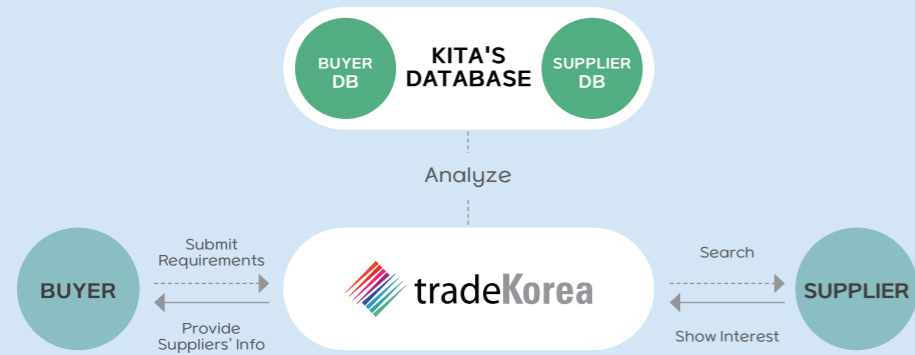 BUYER
DB
KITA'S
DATABASE
SUPPLIER
DB
Analyze
BUYER
Submit
Requirements
Provide
Suppliers' Info
tradeKorea
Search
Show Interest
SUPPLIER